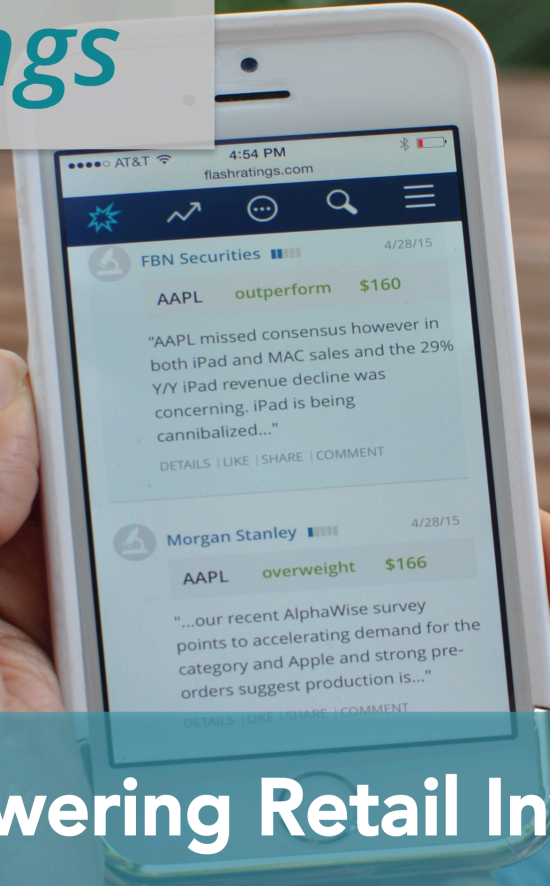 ngs
AT&T 4:54 PM
flashratings.com
FBN Securities 4/28/15
AAPL outperform $160
"AAPL missed consensus however in
both iPad and MAC sales and the 29%
Y/Y iPad revenue decline was
concerning. iPad is being
cannibalized..."
DETAILS | LIKE | SHARE | COMMENT
Morgan Stanley 4/28/15
AAPL overweight $166
"...our recent AlphaWise survey
points to accelerating demand for the
category and Apple and strong pre-
orders suggest production is..."
DETAILS | LIKE | SHARE | COMMENT
wering Retail In